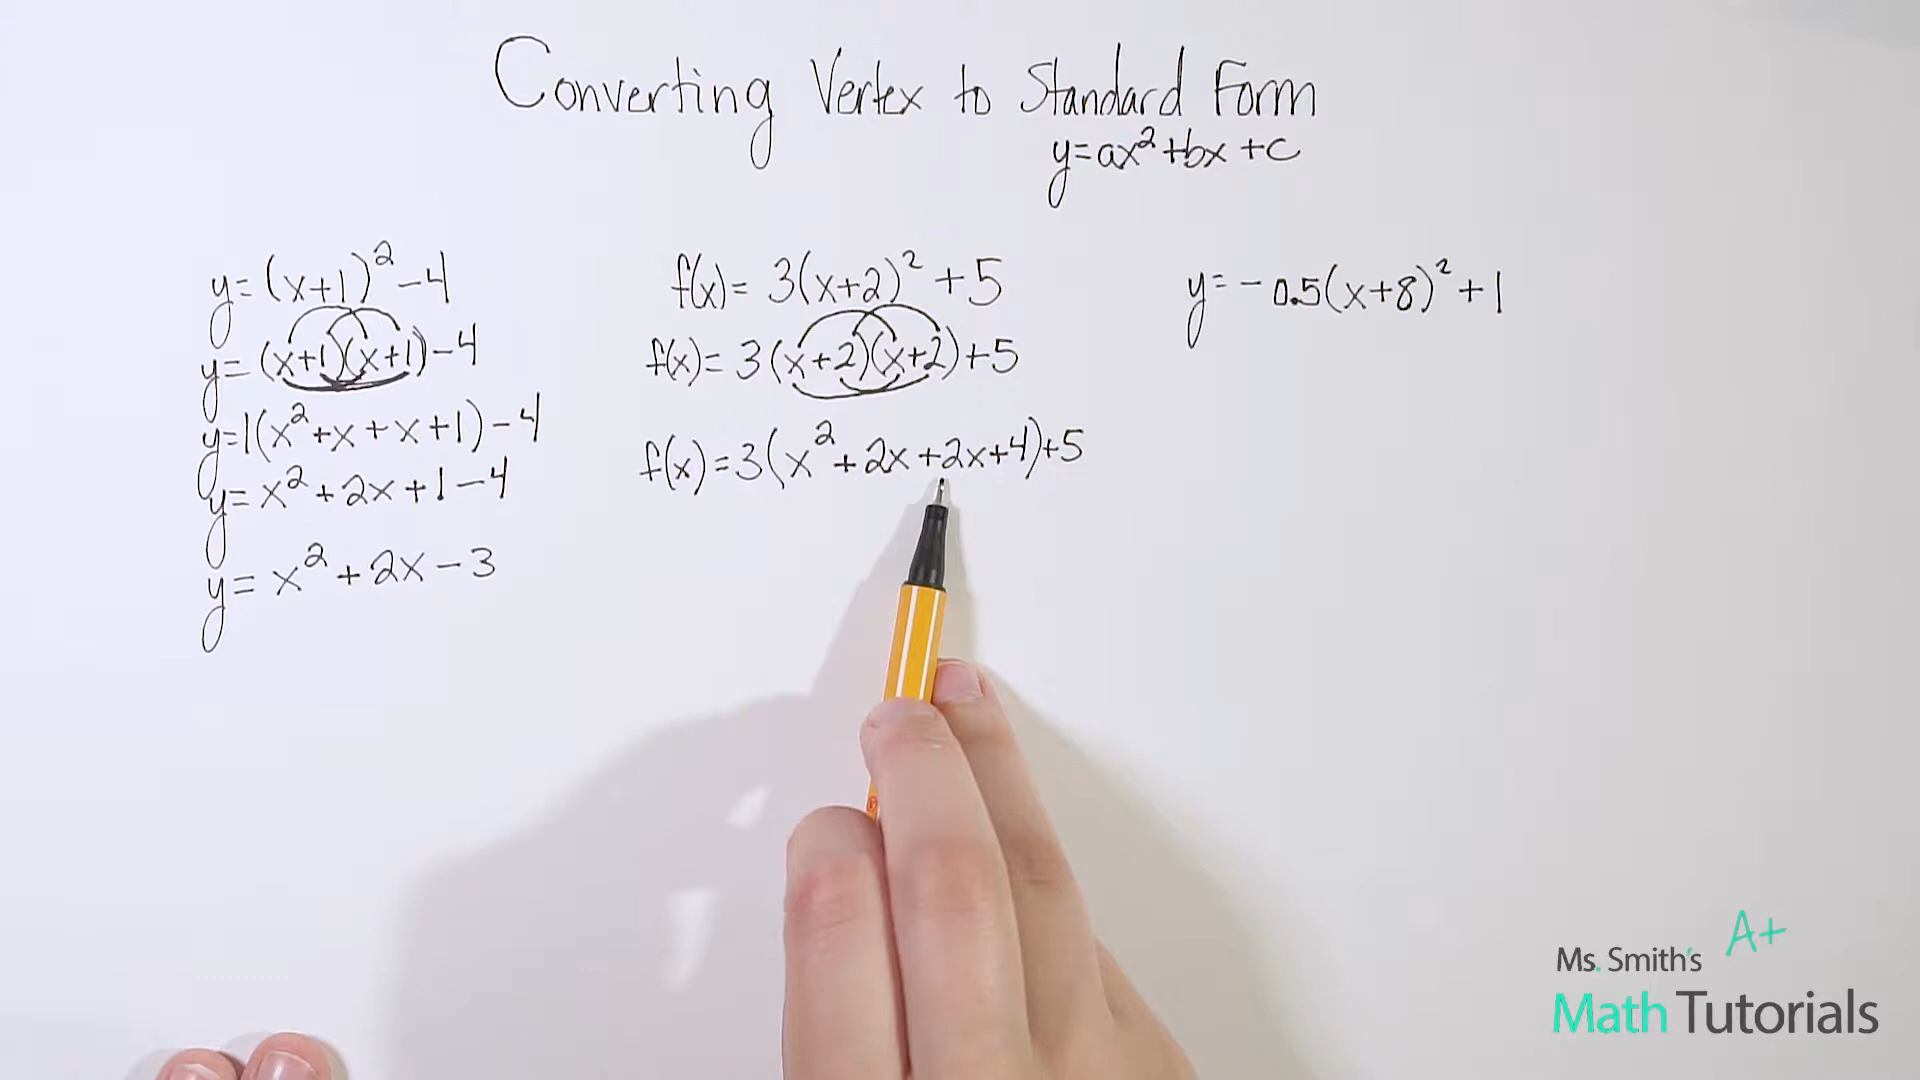 Converting Vertex to Standard Form
y=ax²+bx+c
y=(x+1)²-4
y=(x+1)(x+1)-4
y=1(x²+x+x+1)-4
y=x²+2x+1-4
y=x²+2x-3
f(x)=3(x+2)²+5
f(x)=3(x+2)(x+2)+5
f(x)=3(x²+2x+2x+4)+5
y=-0.5(x+8)²+1
A+
Ms. Smith's
Math Tutorials